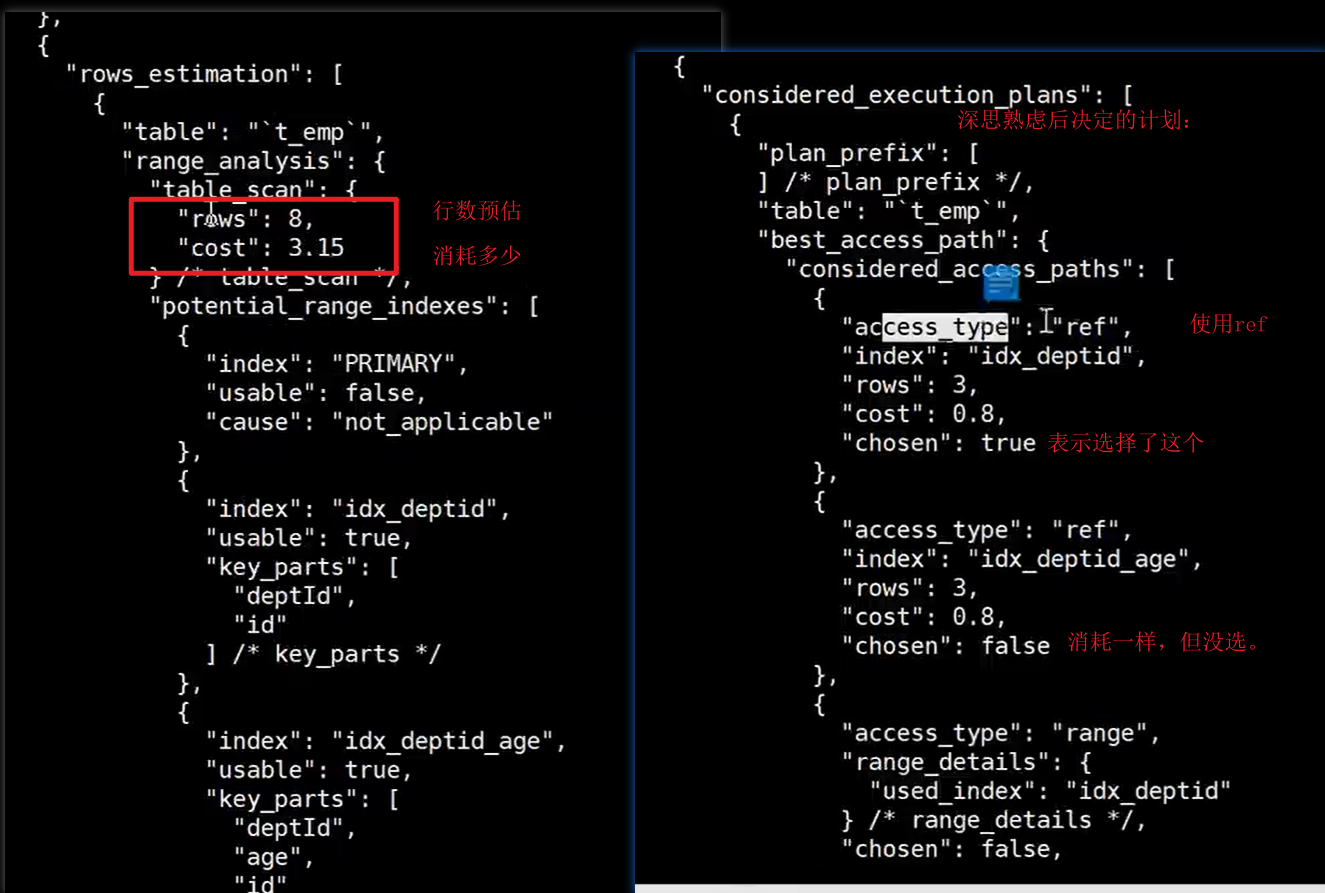 },
{
"rows_estimation": [
{
"table": "`t_emp`",
"range_analysis": {
"table_scan": {
"rows": 8,
"cost": 3.15
} /* table_scan */,
"potential_range_indexes": [
{
"index": "PRIMARY",
"usable": false,
"cause": "not_applicable"
},
{
"index": "idx_deptid",
"usable": true,
"key_parts": [
"deptId",
"id"
] /* key_parts */
},
{
"index": "idx_deptid_age",
"usable": true,
"key_parts": [
"deptId",
"age",
"id"
行数预估
消耗多少
{
"considered_execution_plans": [
深思熟虑后决定的计划:
{
"plan_prefix": [
] /* plan_prefix */,
"table": "`t_emp`",
"best_access_path": {
"considered_access_paths": [
{
"access_type": "ref", 使用ref
"index": "idx_deptid",
"rows": 3,
"cost": 0.8,
"chosen": true 表示选择了这个
},
{
"access_type": "ref",
"index": "idx_deptid_age",
"rows": 3,
"cost": 0.8,
"chosen": false 消耗一样，但没选。
},
{
"access_type": "range",
"range_details": {
"used_index": "idx_deptid"
} /* range_details */,
"chosen": false,